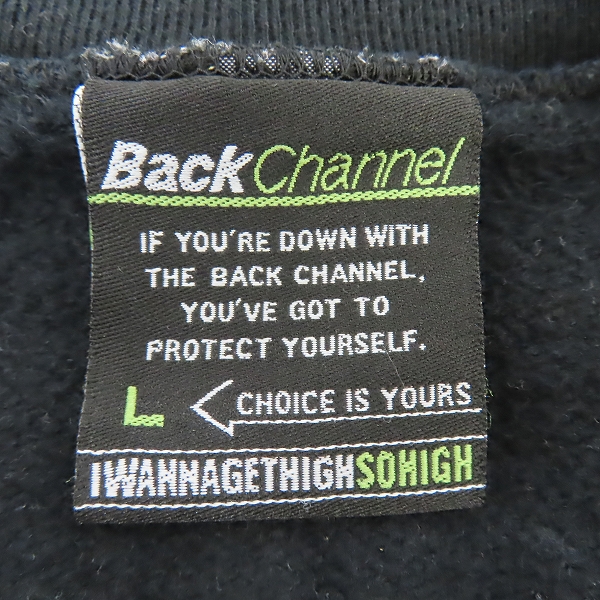 BackChannel
IF YOU'RE DOWN WITH
THE BACK CHANNEL,
YOU'VE GOT TO
PROTECT YOURSELF.
L CHOICE IS YOURS
IWANNAGETHIGHSOHIGH